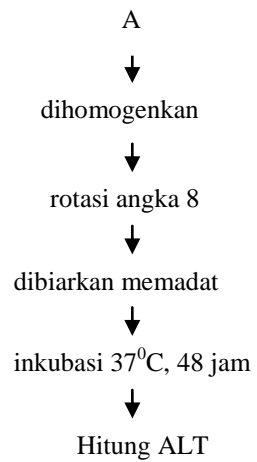 A
dihomogenkan
rotasi angka 8
dibiarkan memadat
inkubasi 37⁰C, 48 jam
Hitung ALT